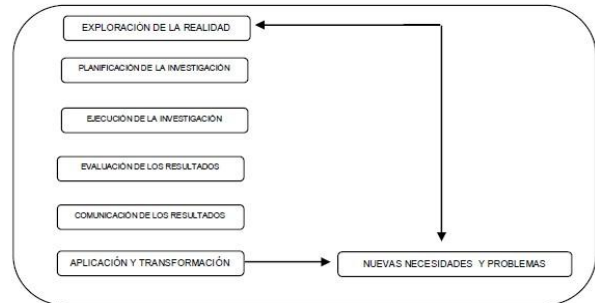 EXPLORACIÓN DE LA REALIDAD
PLANIFICACIÓN DE LA INVESTIGACIÓN
EJECUCIÓN DE LA INVESTIGACIÓN
EVALUACIÓN DE LOS RESULTADOS
COMUNICACIÓN DE LOS RESULTADOS
APLICACIÓN Y TRANSFORMACIÓN
NUEVAS NECESIDADES Y PROBLEMAS